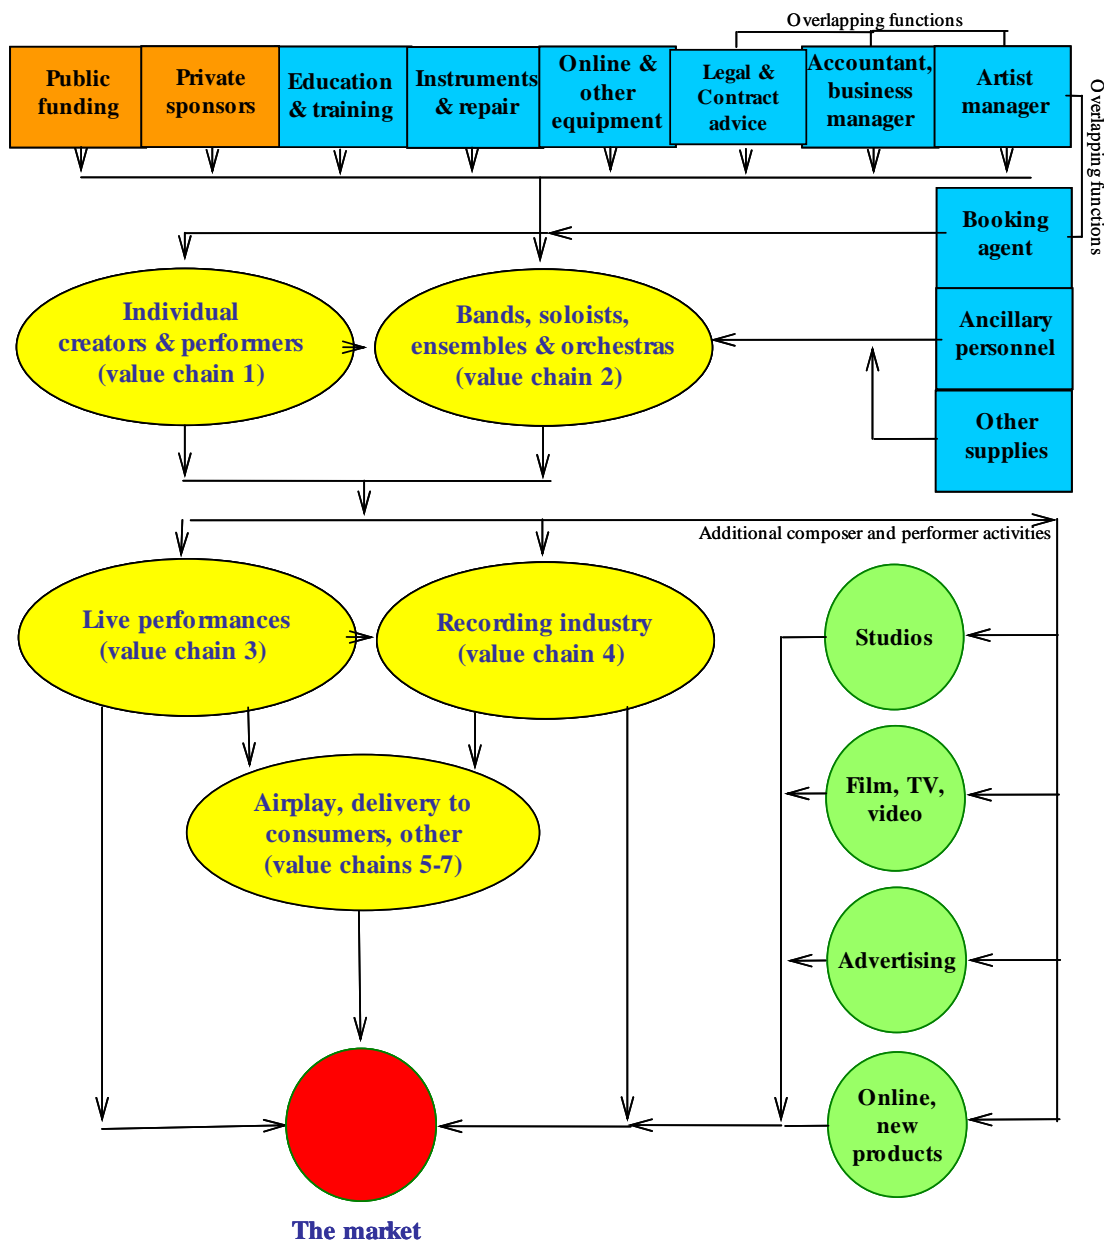 Overlapping functions
Public
funding
Private
sponsors
Education
& training
Instruments
& repair
Online &
other
equipment
Legal &
Contract
advice
Accountant,
business
manager
Artist
manager
Overlapping functions
Booking
agent
Ancillary
personnel
Other
supplies
Individual
creators & performers
(value chain 1)
Bands, soloists,
ensembles & orchestras
(value chain 2)
Additional composer and performer activities
Live performances
(value chain 3)
Recording industry
(value chain 4)
Studios
Film, TV,
video
Airplay, delivery to
consumers, other
(value chains 5-7)
Advertising
Online,
new
products
The market